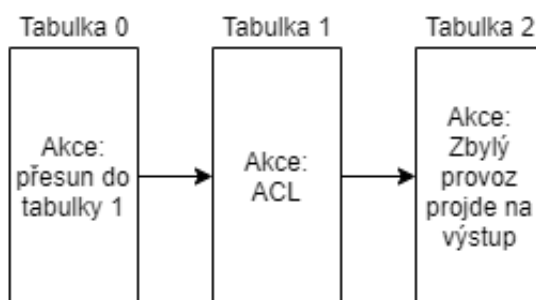 Tabulka 0
Tabulka 1
Tabulka 2
Akce:
přesun do
tabulky 1
Akce:
ACL
Akce:
Zbylý
provoz
projde na
výstup